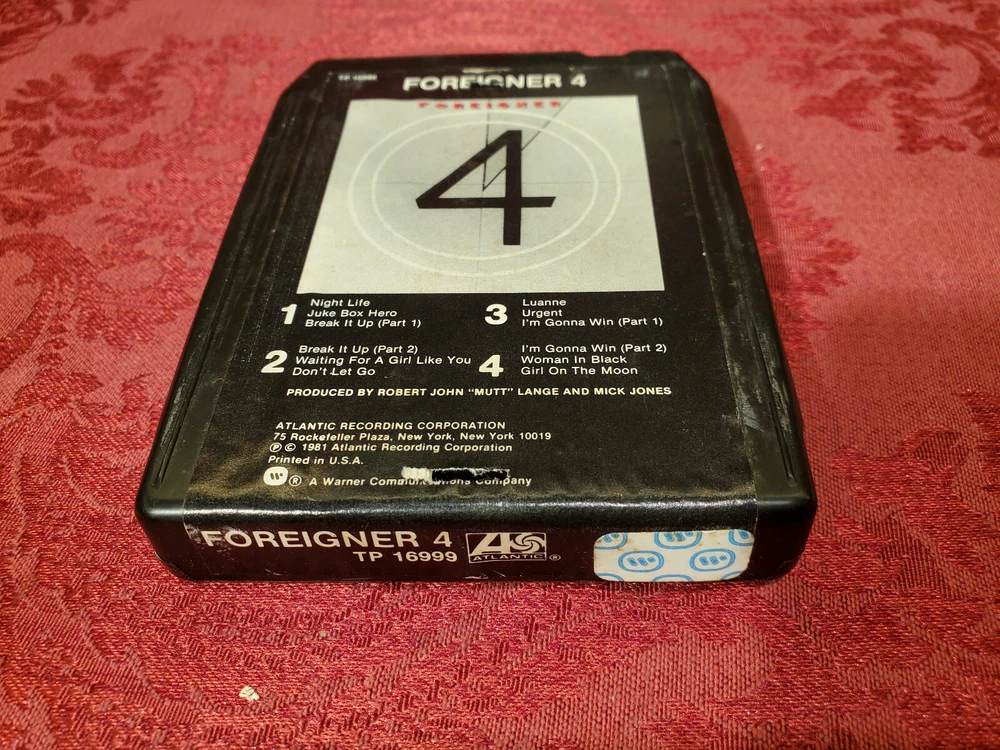 TP 16999
FOREIGNER 4
FOREIGNER
4
1
Night Life
Juke Box Hero
Break It Up (Part 1)
2
Break It Up (Part 2)
Waiting For A Girl Like You
Don't Let Go
3
Luanne
Urgent
I'm Gonna Win (Part 1)
4
I'm Gonna Win (Part 2)
Woman In Black
Girl On The Moon
PRODUCED BY ROBERT JOHN "MUTT" LANGE AND MICK JONES
ATLANTIC RECORDING CORPORATION
75 Rockefeller Plaza, New York, New York 10019
Ⓟ © 1981 Atlantic Recording Corporation
Printed in U.S.A.
® A Warner Communications Company
FOREIGNER 4
TP 16999
ATLANTIC ®